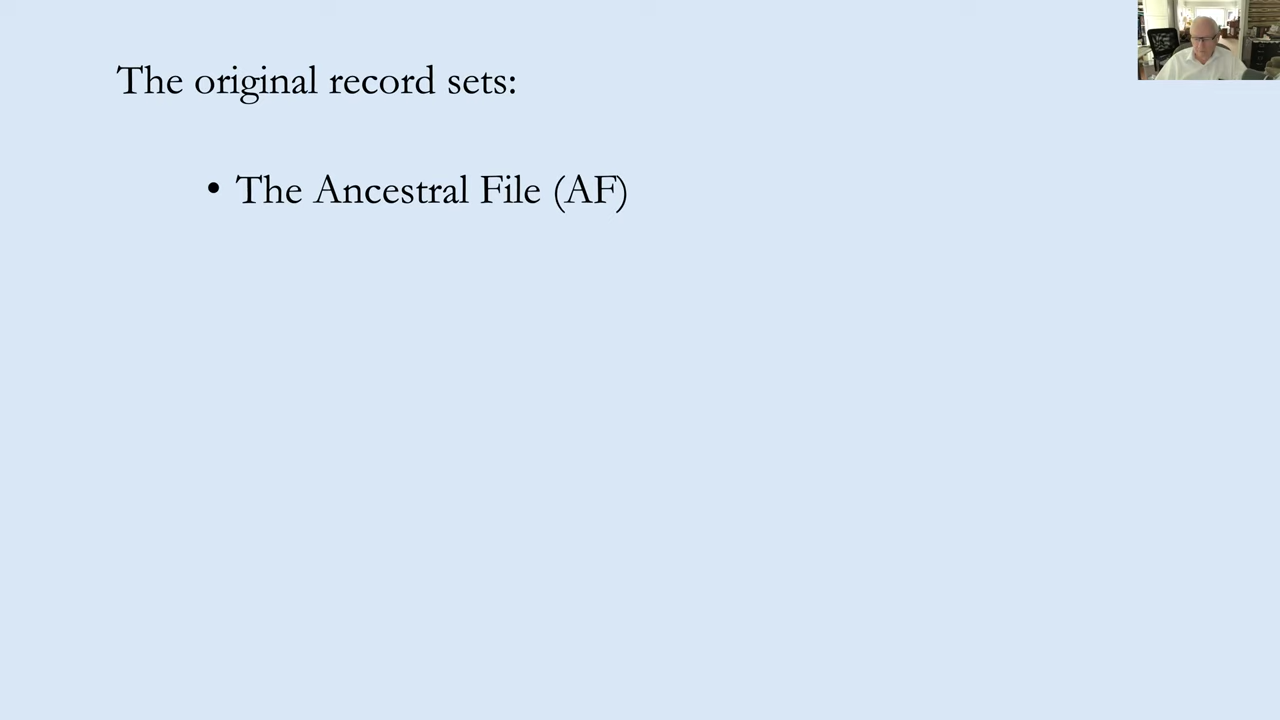 The original record sets:
• The Ancestral File (AF)